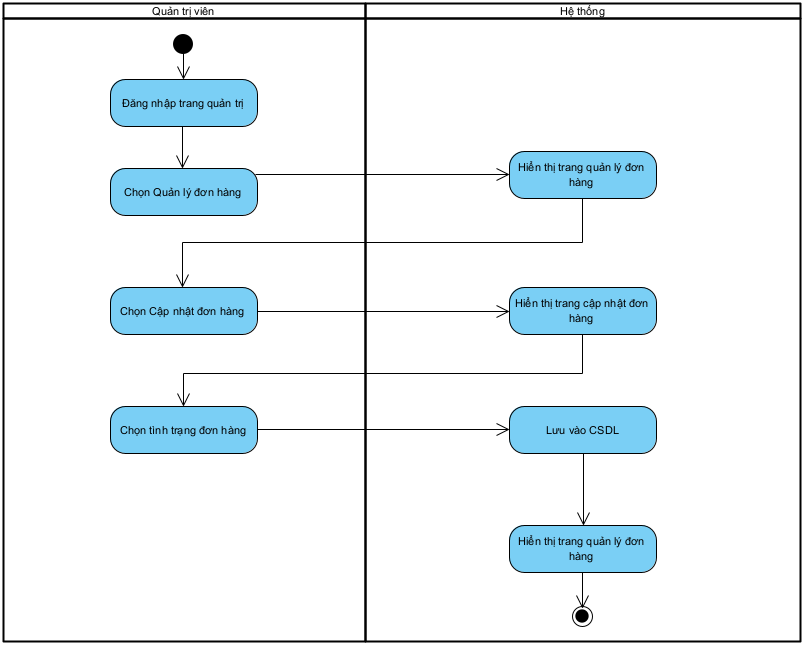 Quản trị viên
Hệ thống
Đăng nhập trang quản trị
Chọn Quản lý đơn hàng
Hiển thị trang quản lý đơn
hàng
Chọn Cập nhật đơn hàng
Hiển thị trang cập nhật đơn
hàng
Chọn tình trạng đơn hàng
Lưu vào CSDL
Hiển thị trang quản lý đơn
hàng